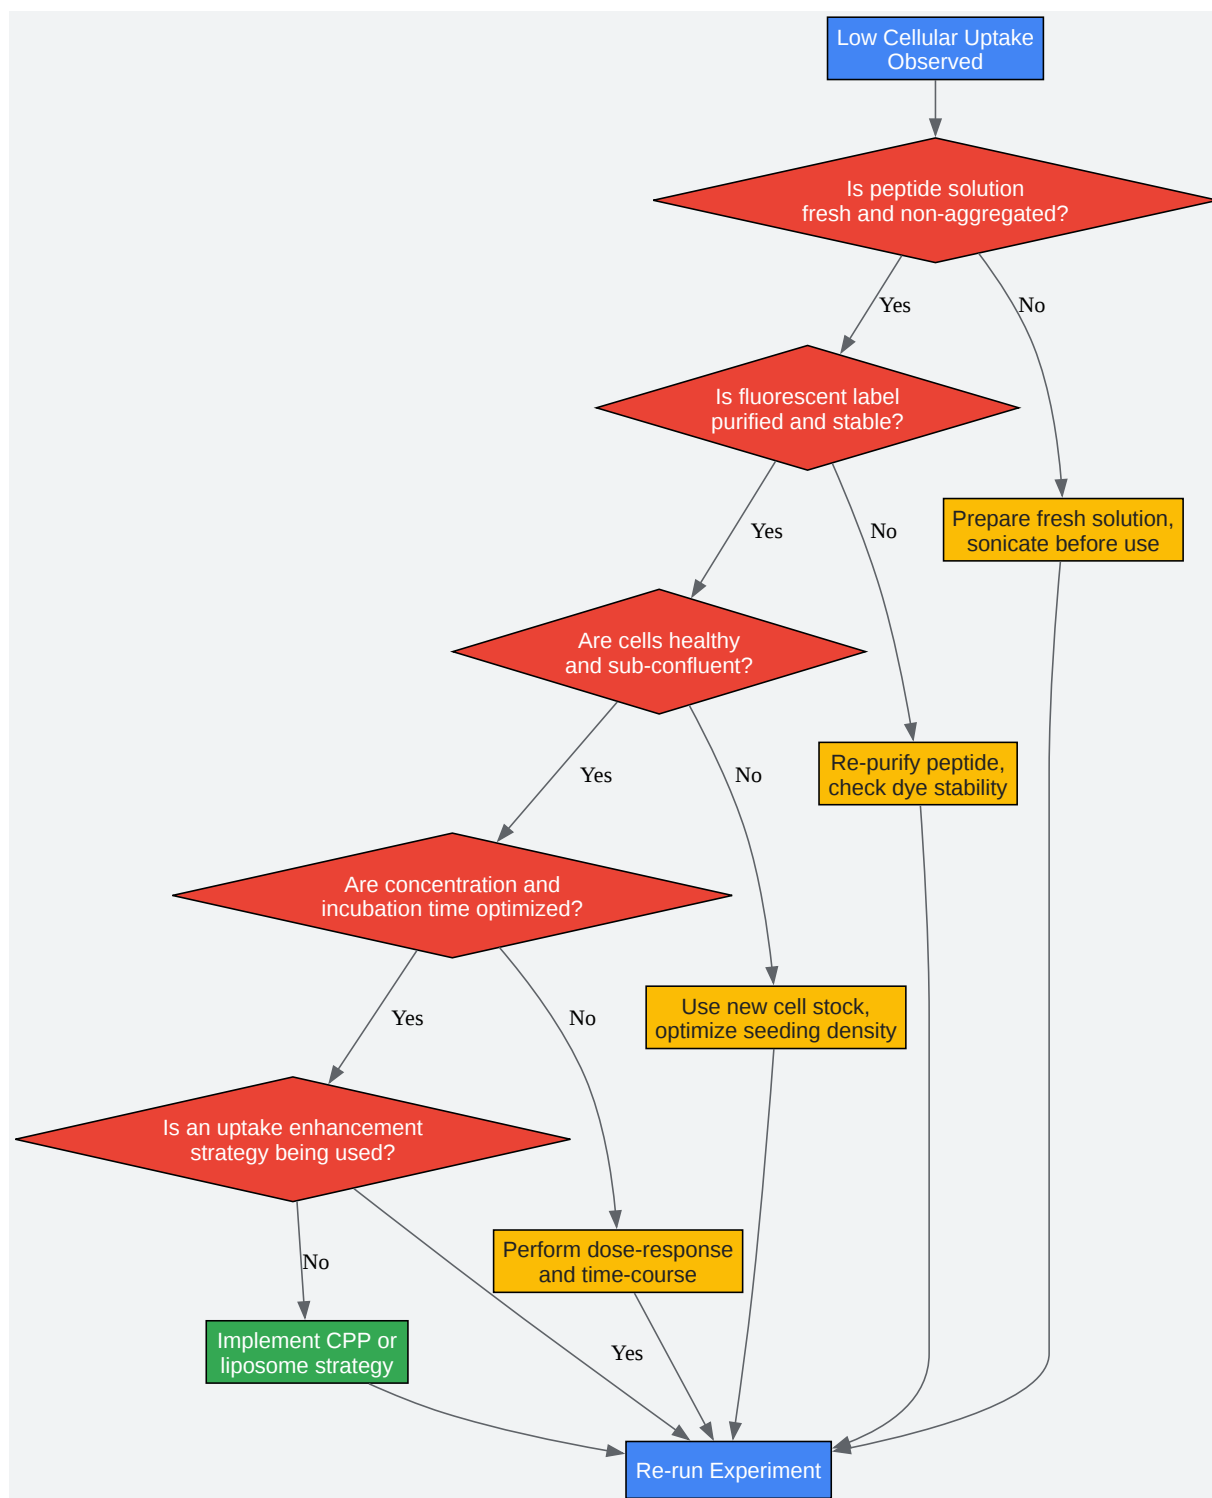 Low Cellular Uptake
Observed
Is peptide solution
fresh and non-aggregated?
Yes
No
Is fluorescent label
purified and stable?
Yes
No
Prepare fresh solution,
sonicate before use
Are cells healthy
and sub-confluent?
Yes
No
Re-purify peptide,
check dye stability
Are concentration and
incubation time optimized?
Yes
No
Use new cell stock,
optimize seeding density
Is an uptake enhancement
strategy being used?
No
Yes
Perform dose-response
and time-course
Implement CPP or
liposome strategy
Re-run Experiment